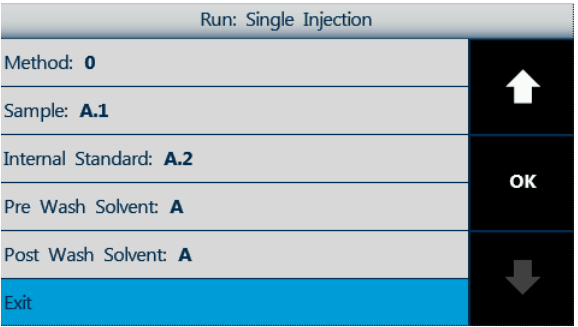 Run: Single Injection
Method: 0
Sample: A.1
Internal Standard: A.2
OK
Pre Wash Solvent: A
Post Wash Solvent: A
Exit